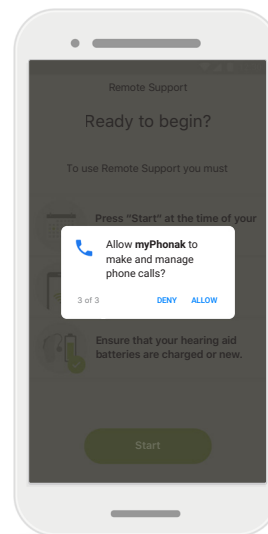 Remote Support
Ready to begin?
To use Remote Support you must
Press “Start” at the time of your
Allow myPhonak to
make and manage
phone calls?
3 of 3
DENY
ALLOW
Ensure that your hearing aid
batteries are charged or new.
Start